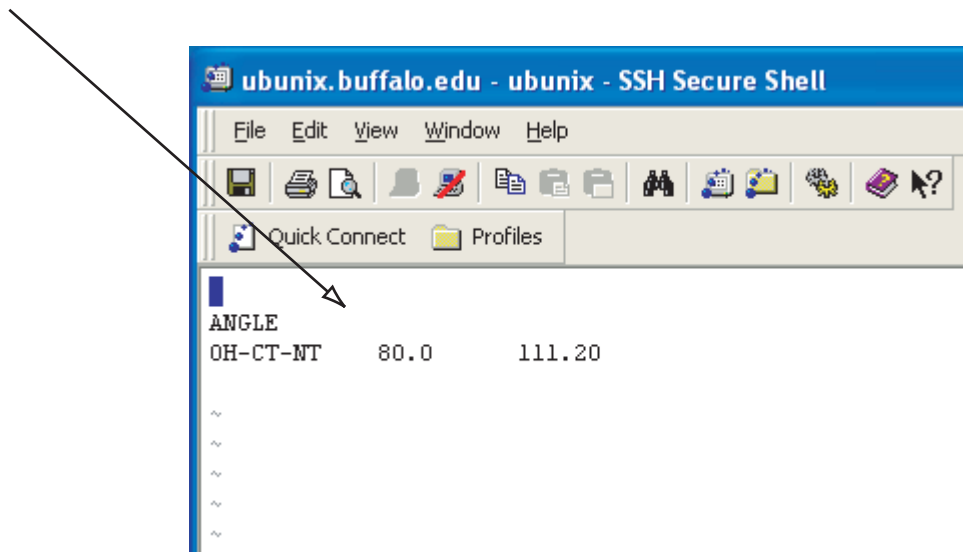 ubunix.buffalo.edu - ubunix - SSH Secure Shell
File Edit View Window Help
Quick Connect Profiles
ANGLE
OH-CT-NT 80.0 111.20
~
~
~
~
~